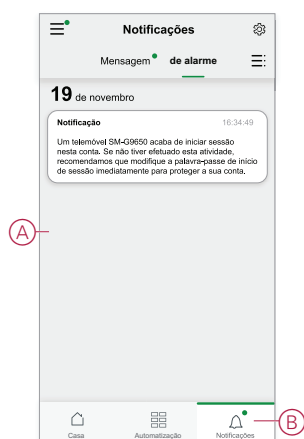 Notificações
Mensagem de alarme
19 de novembro
Notificação 16:34:49
Um telemóvel SM-G9650 acaba de iniciar sessão
nesta conta. Se não tiver efetuado esta atividade,
recomendamos que modifique a palavra-passe de início
de sessão imediatamente para proteger a sua conta.
A
B
Casa Automatização Notificações